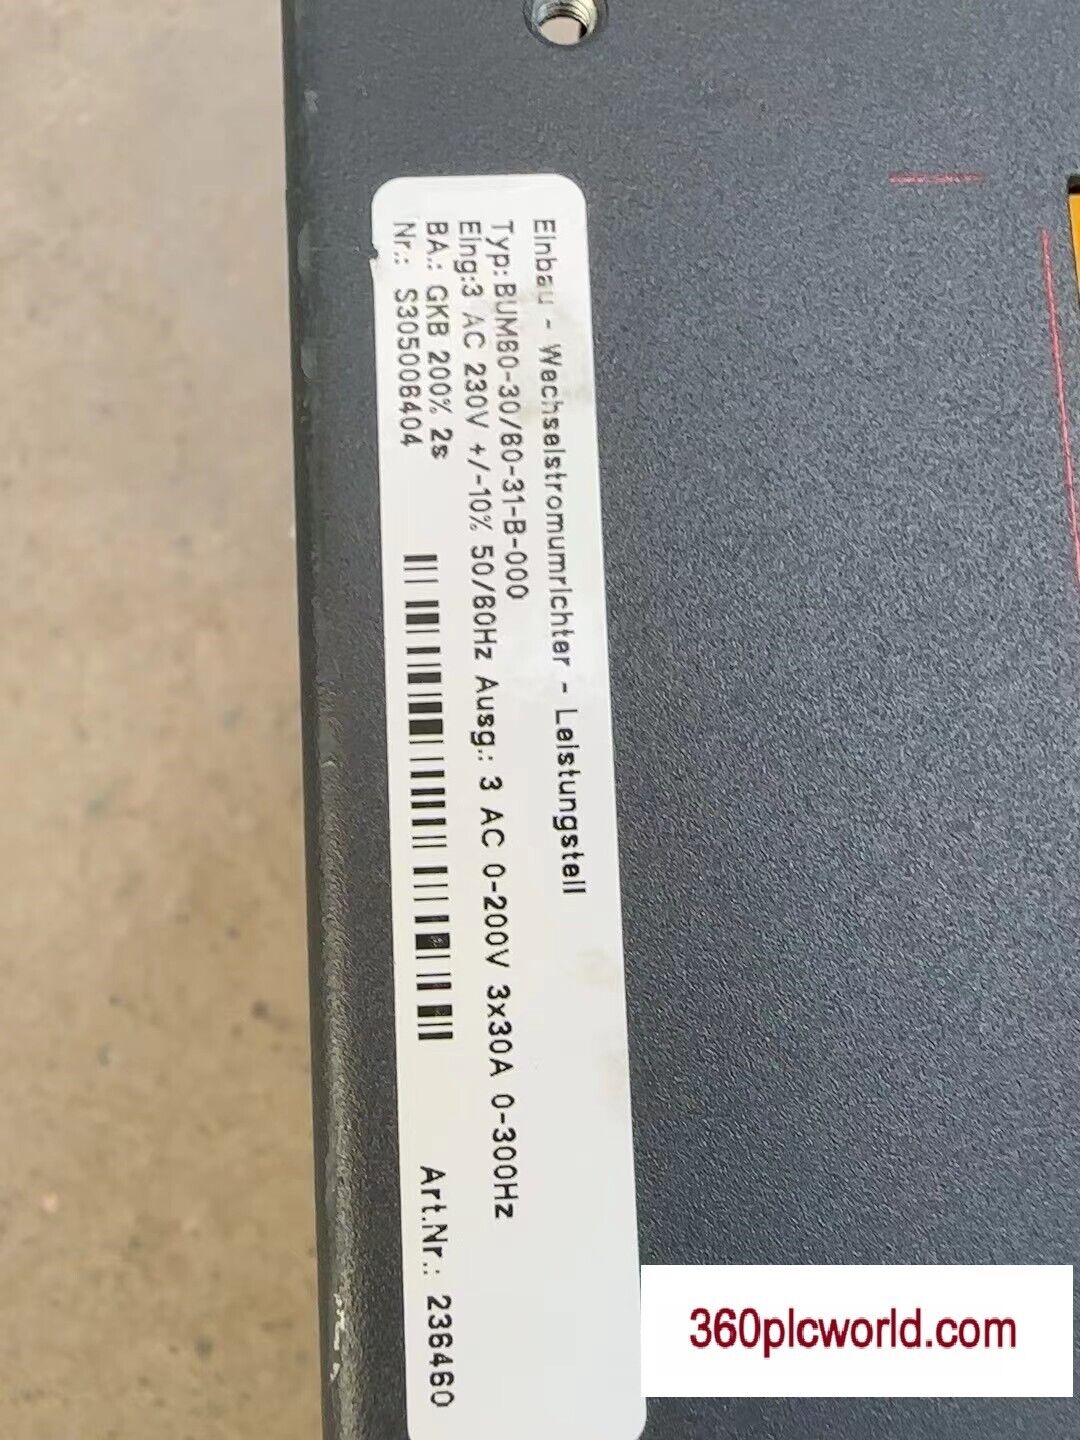 Einbau - Wechselstromumrichter - Leistungsteil
Typ: BUM60-30/60-31-B-000
Eing:3 AC 230V +/-10% 50/60Hz Ausg.: 3 AC 0-200V 3x30A 0-300Hz
BA.: GKB 200% 2s
Nr.: S305006404
Art.Nr.: 236460
360plcworld.com